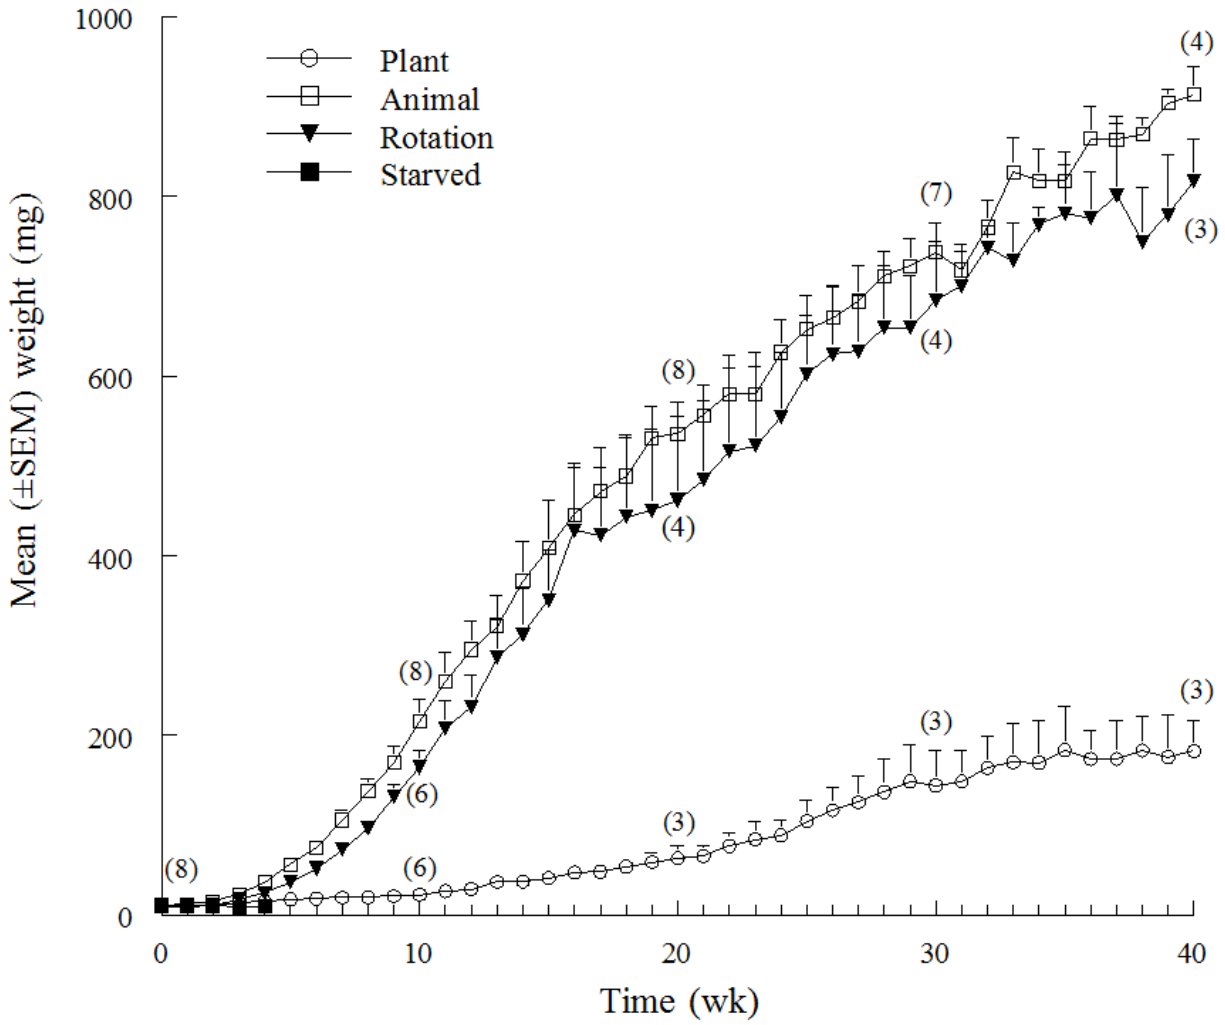 1000
(4)
Plant
Animal
Rotation
Starved
800
(7)
(3)
Mean (±SEM) weight (mg)
(4)
600
(8)
(4)
400
(8)
(3)
200
(3)
(6)
(3)
(6)
(8)
0
0 10 20 30 40
Time (wk)